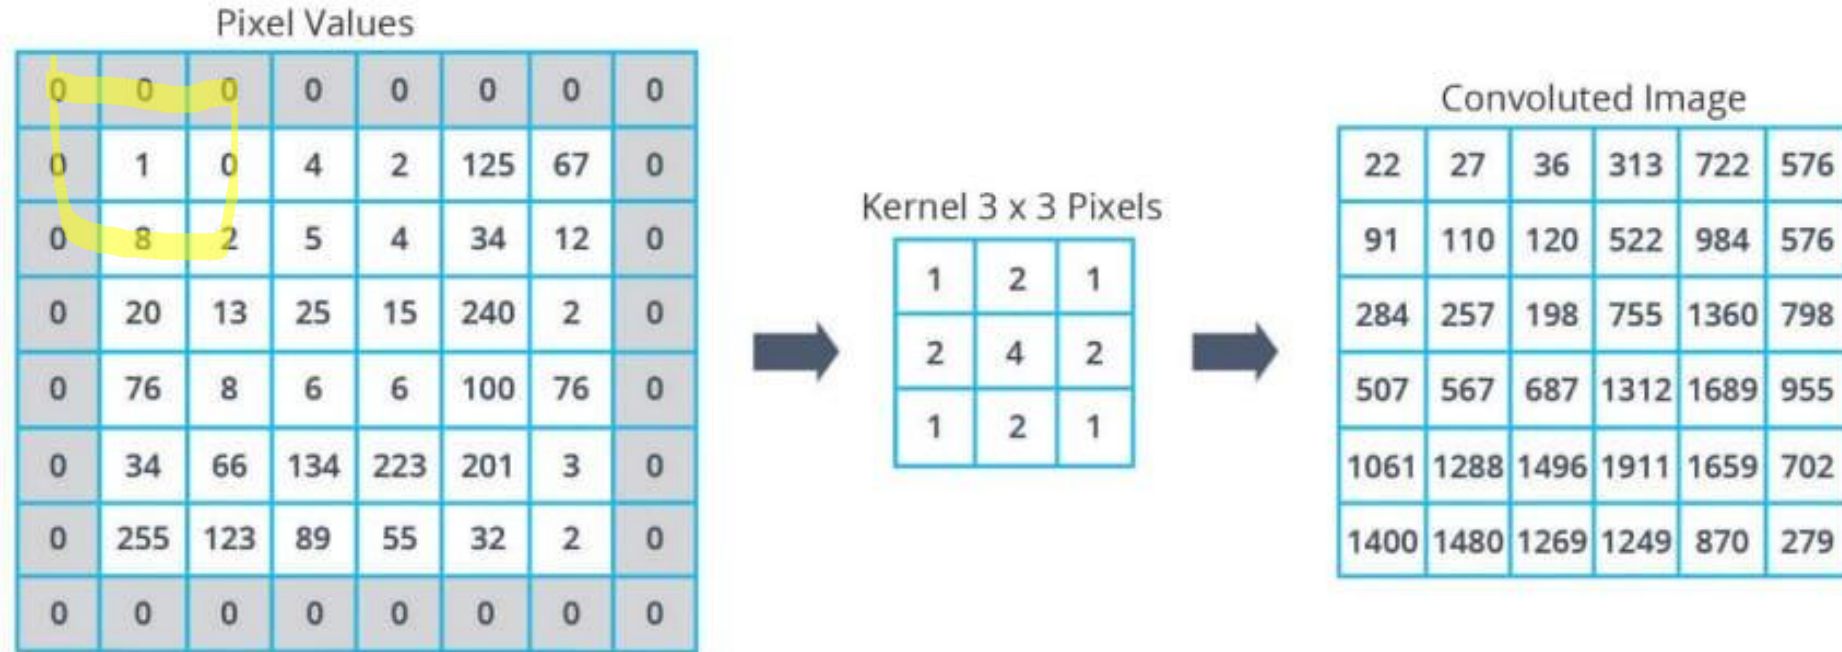 Pixel Values
0 0 0 0 0 0 0 0
0 1 0 4 2 125 67 0
0 8 2 5 4 34 12 0
0 20 13 25 15 240 2 0
0 76 8 6 6 100 76 0
0 34 66 134 223 201 3 0
0 255 123 89 55 32 2 0
0 0 0 0 0 0 0 0
Kernel 3 x 3 Pixels
1 2 1
2 4 2
1 2 1
Convoluted Image
22 27 36 313 722 576
91 110 120 522 984 576
284 257 198 755 1360 798
507 567 687 1312 1689 955
1061 1288 1496 1911 1659 702
1400 1480 1269 1249 870 279